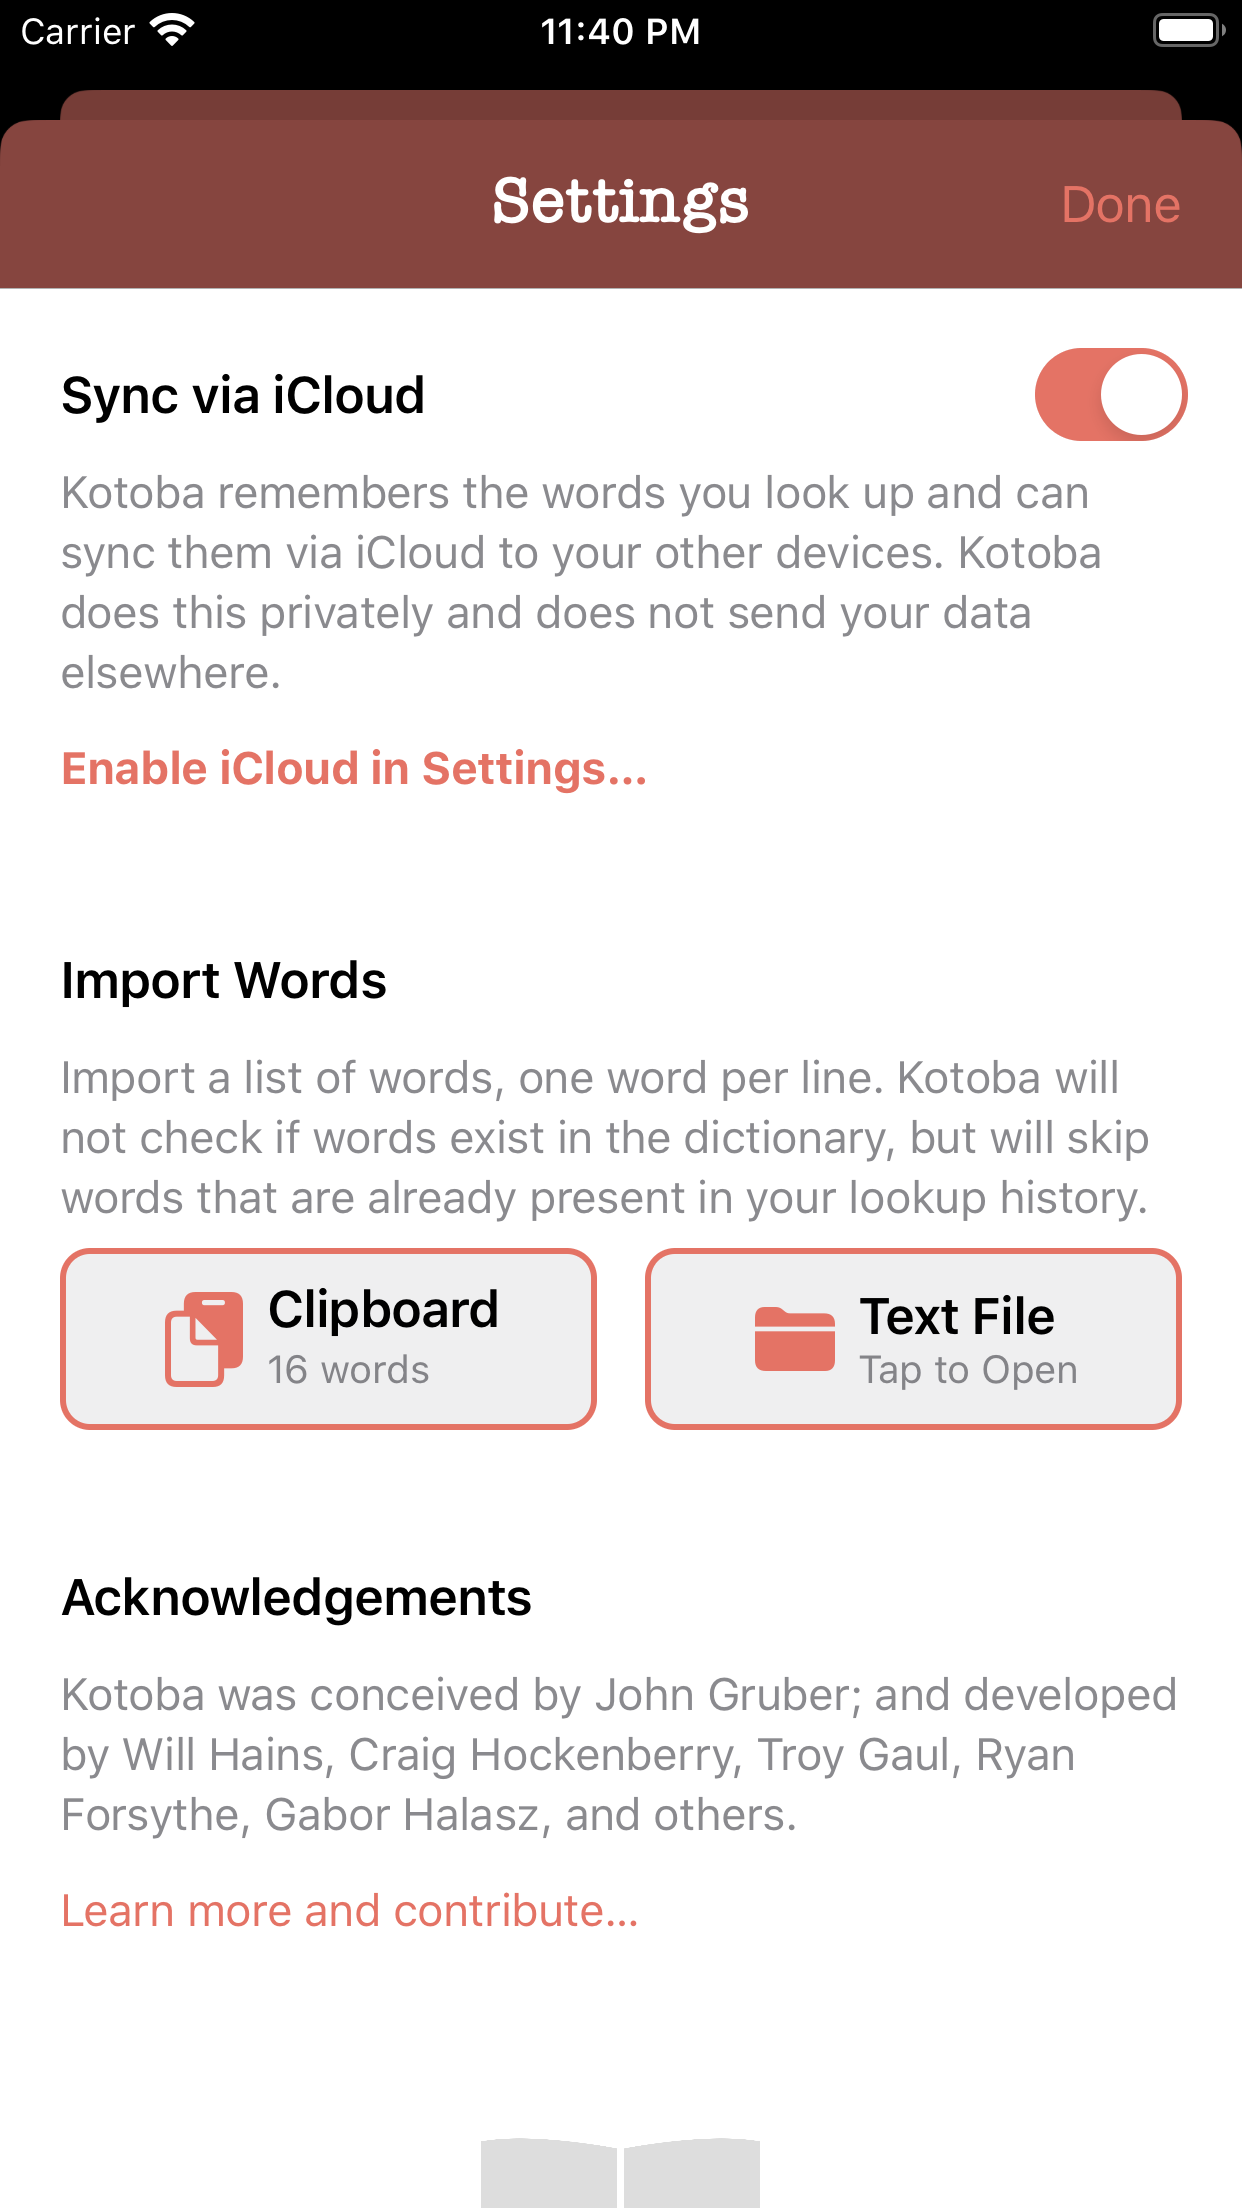 Carrier 11:40 PM
Settings
Done
Sync via iCloud
Kotoba remembers the words you look up and can
sync them via iCloud to your other devices. Kotoba
does this privately and does not send your data
elsewhere.
Enable iCloud in Settings...
Import Words
Import a list of words, one word per line. Kotoba will
not check if words exist in the dictionary, but will skip
words that are already present in your lookup history.
Clipboard
16 words
Text File
Tap to Open
Acknowledgements
Kotoba was conceived by John Gruber; and developed
by Will Hains, Craig Hockenberry, Troy Gaul, Ryan
Forsythe, Gabor Halasz, and others.
Learn more and contribute...